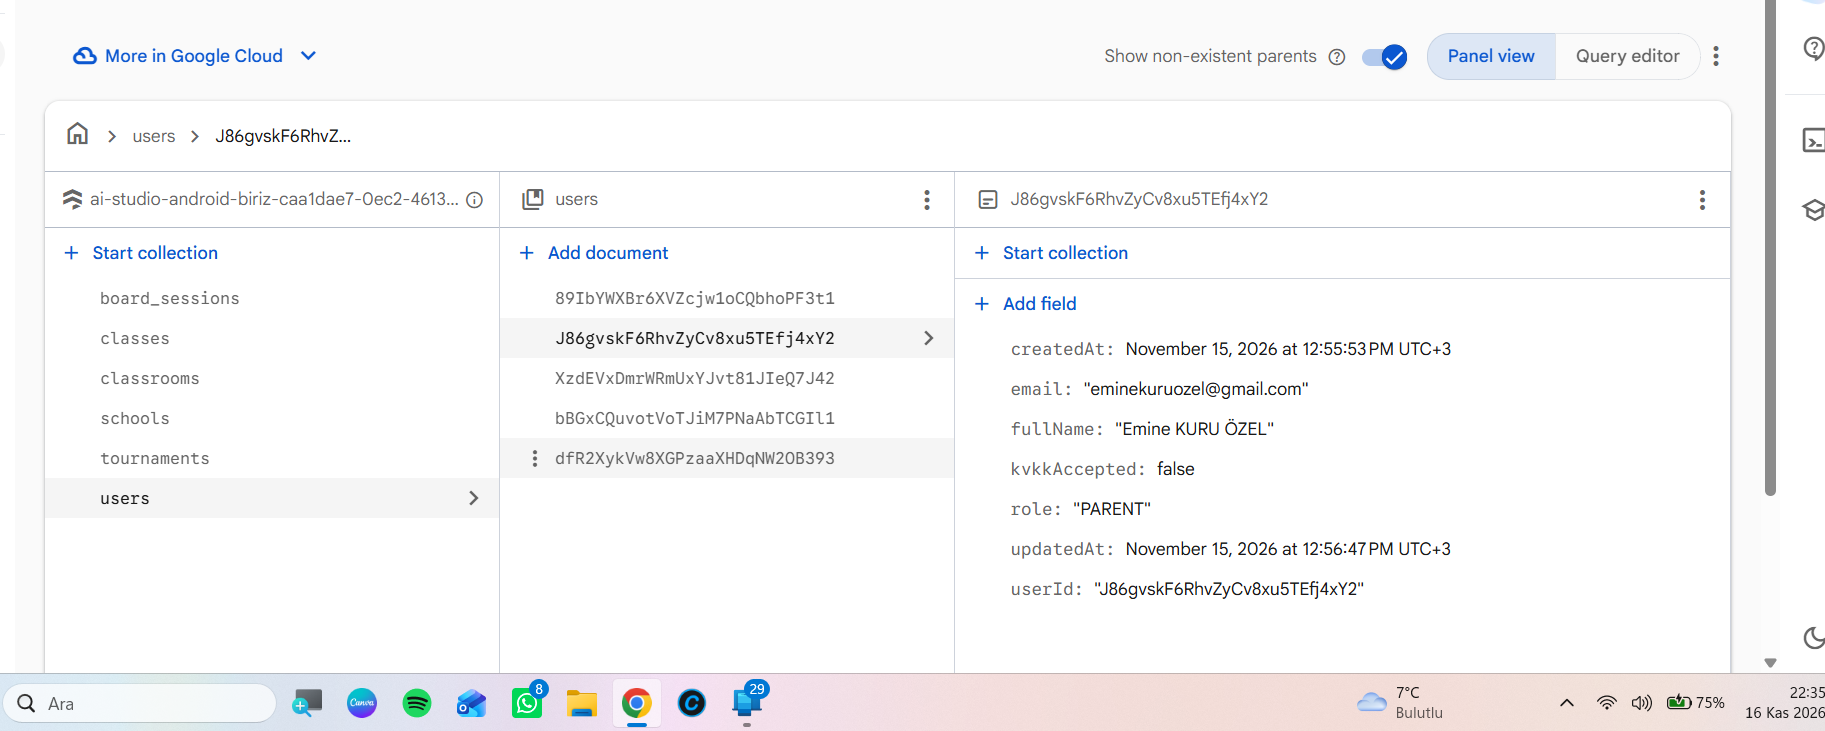 More in Google Cloud
Show non-existent parents
Panel view
Query editor
users
J86gvskF6RhvZ...
ai-studio-android-biriz-caa1dae7-0ec2-4613...
users
J86gvskF6RhvZyCv8xu5TEfj4xY2
+ Start collection
board_sessions
classes
classrooms
schools
tournaments
users
+ Add document
89IbYWXBr6XVZcjw1oCQbhoPF3t1
J86gvskF6RhvZyCv8xu5TEfj4xY2
XzdEVxDmrWRmUxYJvt81JIeQ7J42
bBGxCQuvotVoTJiM7PNaAbTCGIl1
dfR2XykVw8XGPzaaXHDqNW2OB393
+ Start collection
+ Add field
createdAt: November 15, 2026 at 12:55:53 PM UTC+3
email: "eminekuruozel@gmail.com"
fullName: "Emine KURU ÖZEL"
kvkkAccepted: false
role: "PARENT"
updatedAt: November 15, 2026 at 12:56:47 PM UTC+3
userId: "J86gvskF6RhvZyCv8xu5TEfj4xY2"
Ara
Canva
8
29
7°C
Bulutlu
75%
22:35
16 Kas 2026